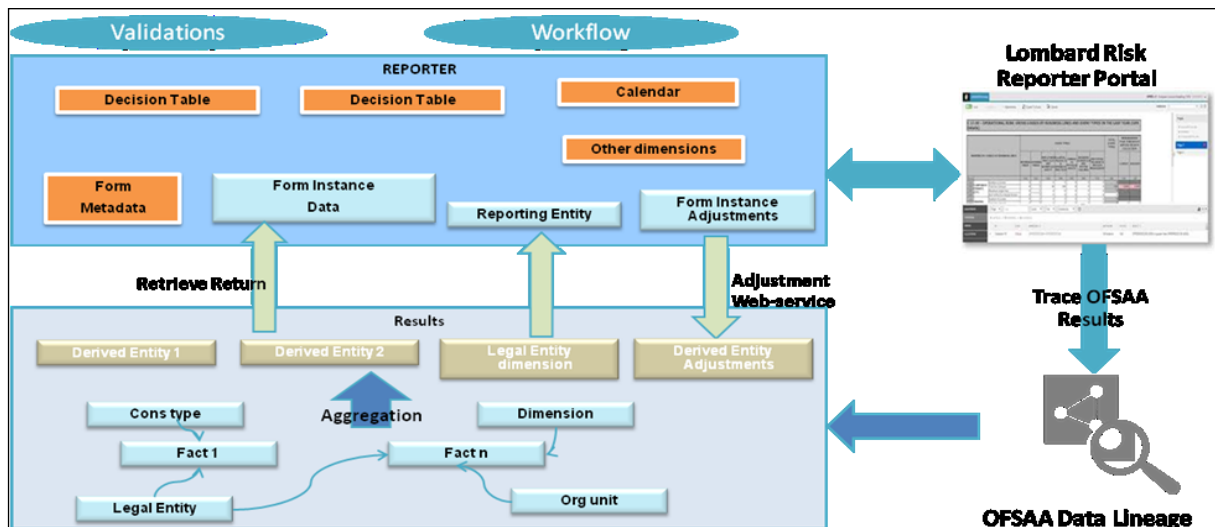 Validations
Workflow
REPORTER
Decision Table
Decision Table
Calendar
Other dimensions
Form
Metadata
Form Instance
Data
Reporting Entity
Form Instance
Adjustments
Lombard Risk
Reporter Portal
Retrieve Return
Adjustment
Web-service
Trace OFSAA
Results
Results
Derived Entity 1
Derived Entity 2
Legal Entity
dimension
Derived Entity
Adjustments
Aggregation
Cons type
Dimension
Fact 1
Fact n
Legal Entity
Org unit
OFSAA Data Lineage